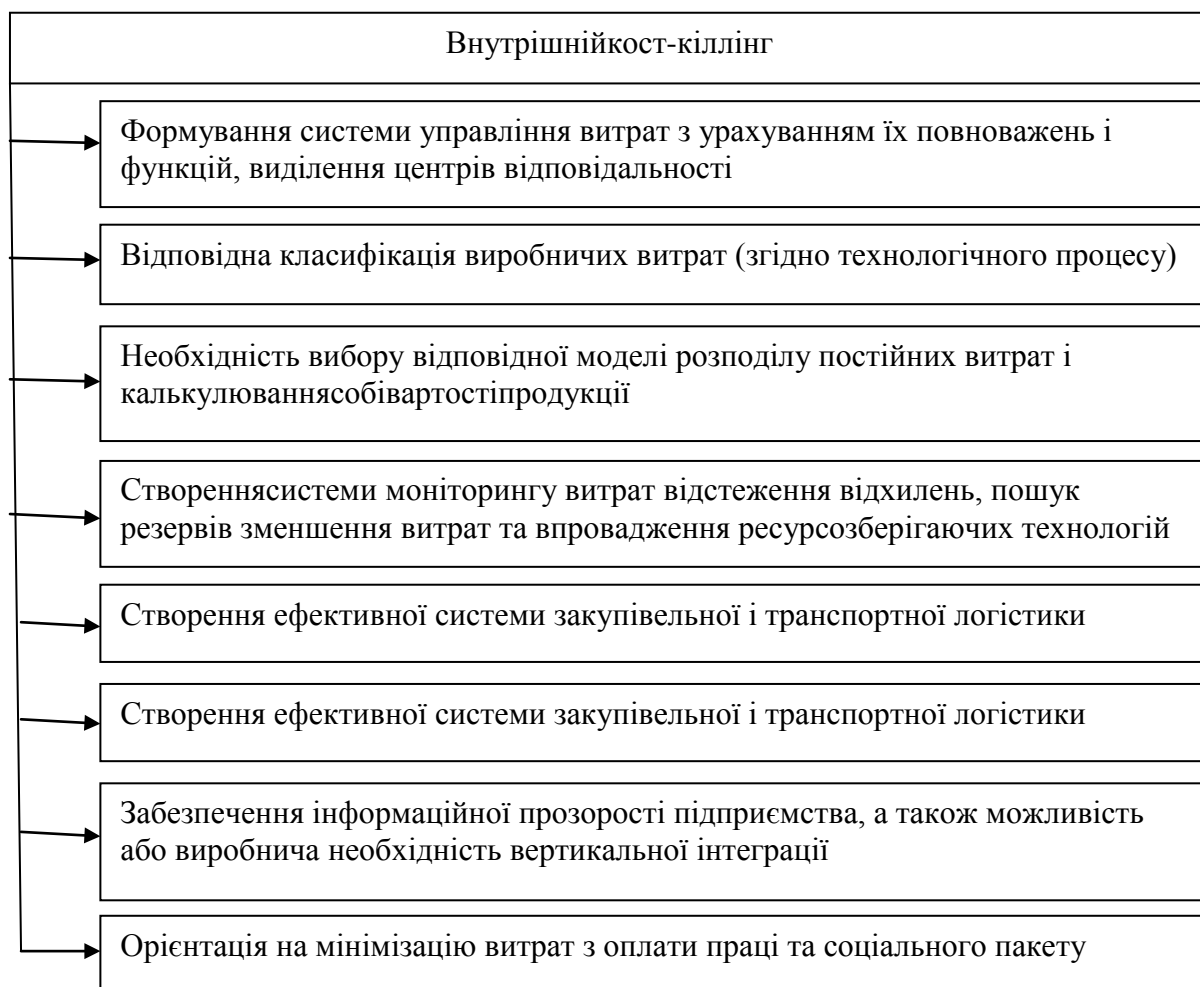 Внутрішнійкост-кіллінг
Формування системи управління витрат з урахуванням їх повноважень і
функцій, виділення центрів відповідальності
Відповідна класифікація виробничих витрат (згідно технологічного процесу)
Необхідність вибору відповідної моделі розподілу постійних витрат і
калькулюваннясобівартостіпродукції
Створеннясистеми моніторингу витрат відстеження відхилень, пошук
резервів зменшення витрат та впровадження ресурсозберігаючих технологій
Створення ефективної системи закупівельної і транспортної логістики
Створення ефективної системи закупівельної і транспортної логістики
Забезпечення інформаційної прозорості підприємства, а також можливість
або виробнича необхідність вертикальної інтеграції
Орієнтація на мінімізацію витрат з оплати праці та соціального пакету